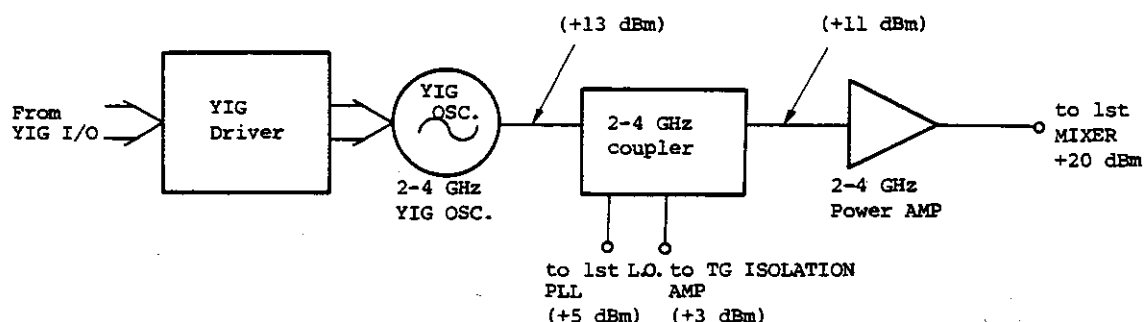 (+13 dBm)
(+11 dBm)
From
YIG I/O
YIG
Driver
YIG
OSC.
2-4 GHz
YIG OSC.
2-4 GHz
coupler
2-4 GHz
Power AMP
to 1st
MIXER
+20 dBm
to 1st L.O.
PLL
(+5 dBm)
to TG ISOLATION
AMP
(+3 dBm)